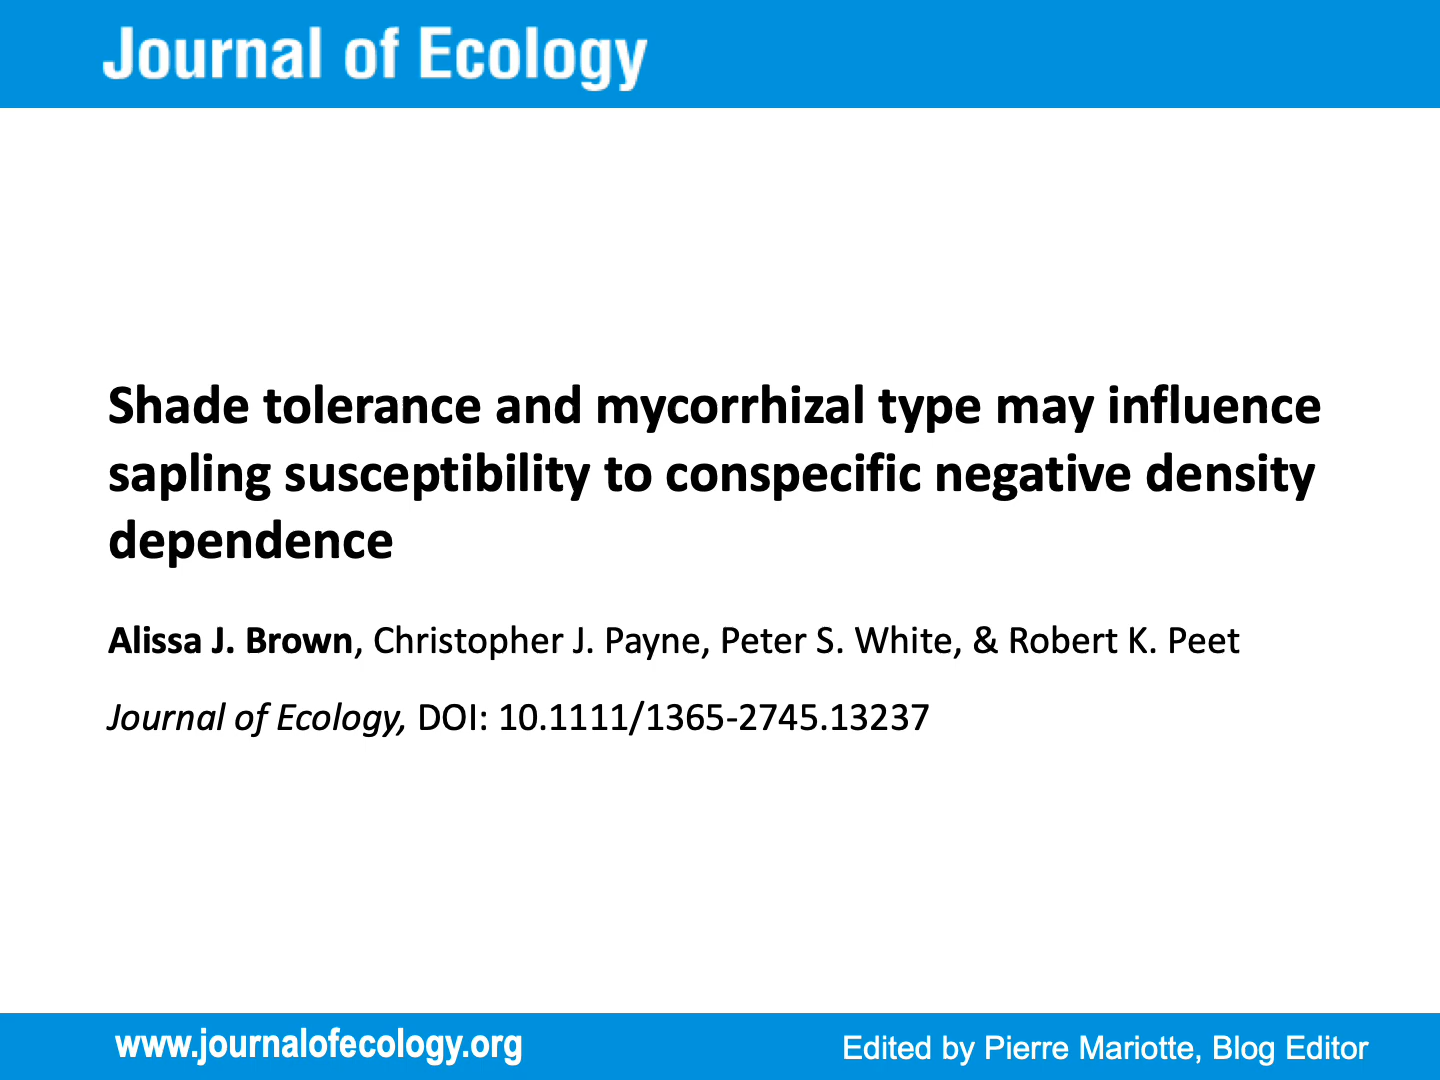 Journal of Ecology
Shade tolerance and mycorrhizal type may influence
sapling susceptibility to conspecific negative density
dependence
Alissa J. Brown, Christopher J. Payne, Peter S. White, & Robert K. Peet
Journal of Ecology, DOI: 10.1111/1365-2745.13237
www.journalofecology.org
Edited by Pierre Mariotte, Blog Editor